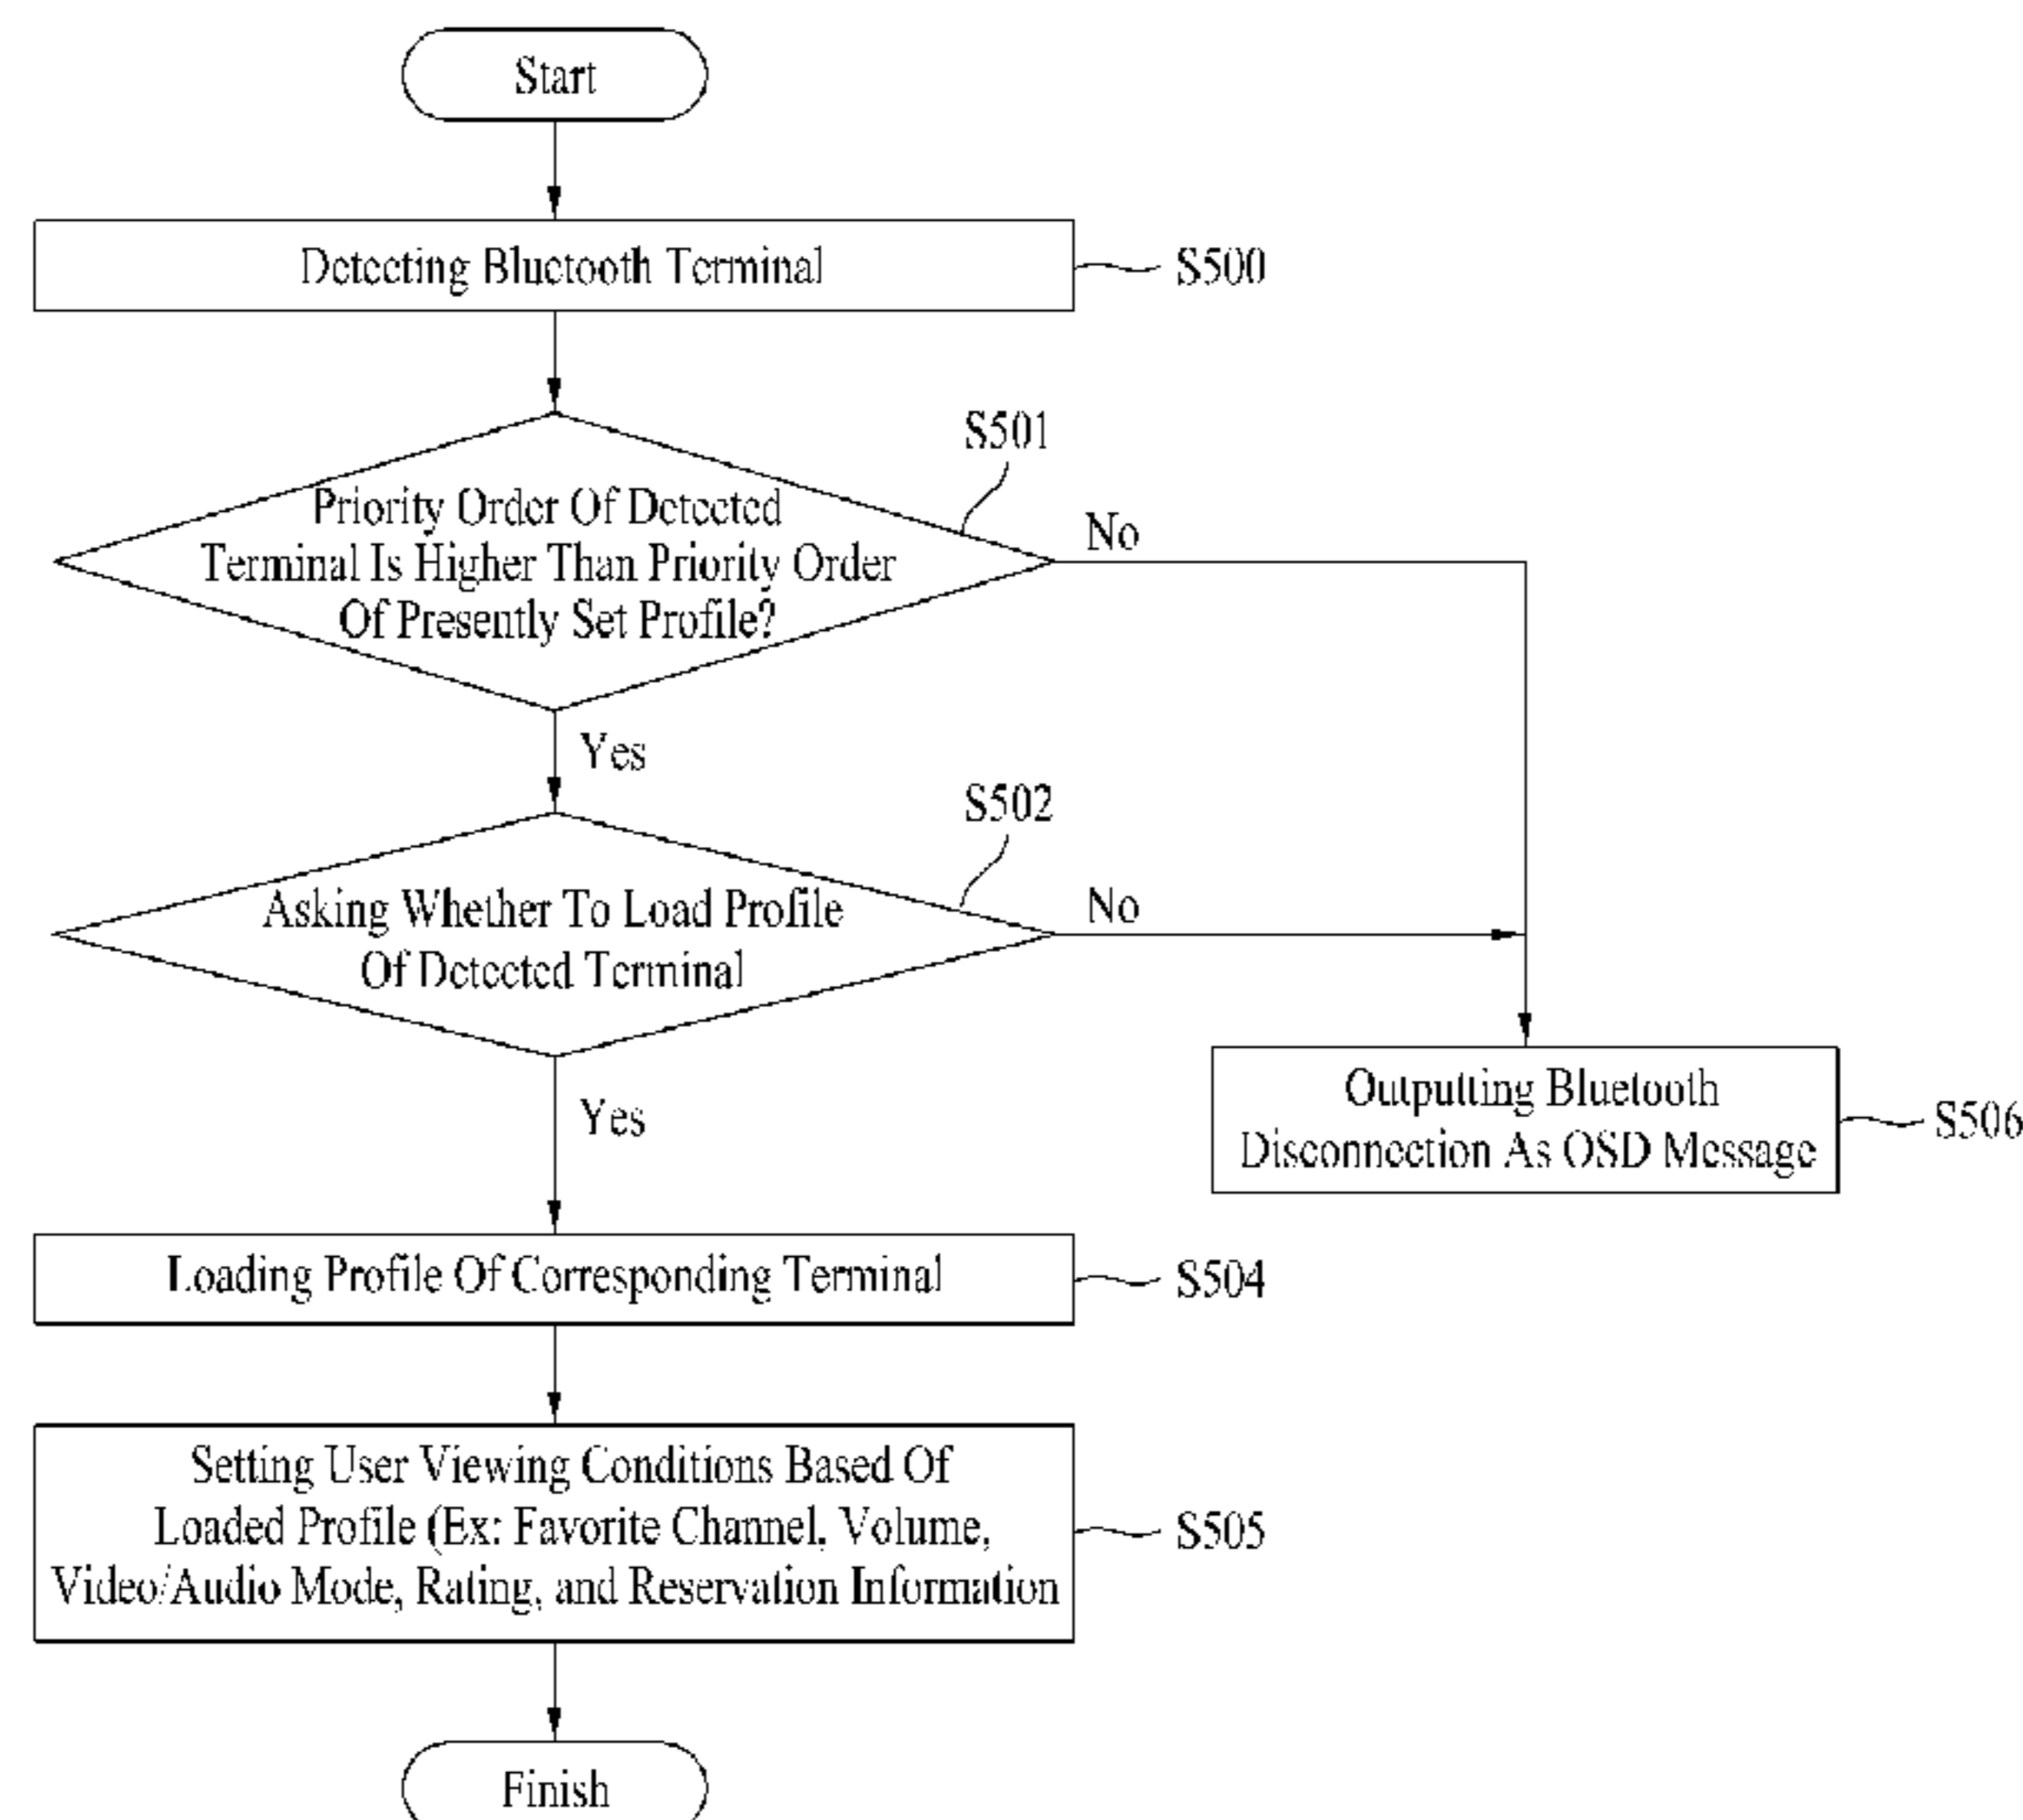 Start
Detecting Bluetooth Terminal
S500
S501
Priority Order Of Detected
Terminal Is Higher Than Priority Order
Of Presently Set Profile?
No
Yes
S502
Asking Whether To Load Profile
Of Detected Terminal
No
Yes
Outputting Bluetooth
Disconnection As OSD Message
S506
Loading Profile Of Corresponding Terminal
S504
Setting User Viewing Conditions Based Of
Loaded Profile (Ex: Favorite Channel, Volume,
Video/Audio Mode, Rating, and Reservation Information
S505
Finish